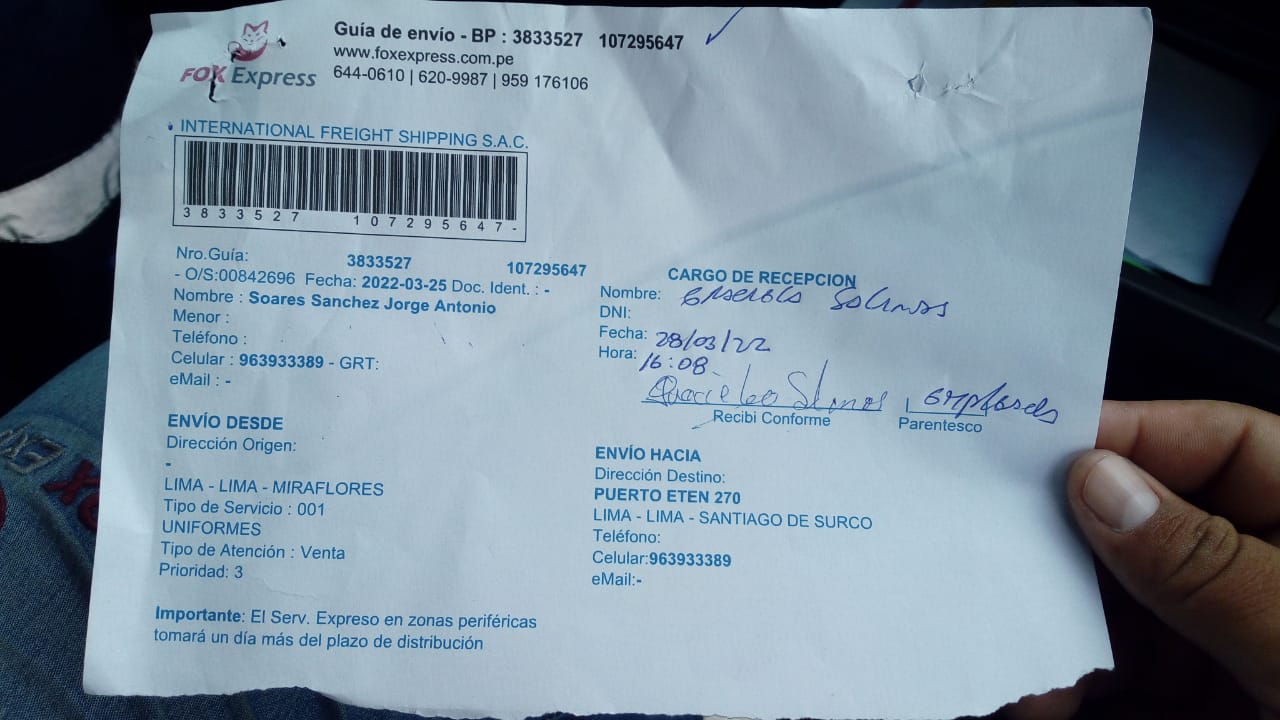 FOX Express
Guía de envío - BP : 3833527 107295647
www.foxexpress.com.pe
644-0610 | 620-9987 | 959 176106
INTERNATIONAL FREIGHT SHIPPING S.A.C.
3833527 107295647-
Nro.Guía: 3833527 107295647
- O/S:00842696 Fecha: 2022-03-25 Doc. Ident. : -
Nombre : Soares Sanchez Jorge Antonio
Menor :
Teléfono :
Celular : 963933389 - GRT:
eMail : -
CARGO DE RECEPCION
Nombre: Salinas
DNI:
Fecha: 28/03/22
Hora: 16:08
Recibi Conforme
Parentesco
ENVÍO DESDE
Dirección Origen:
-
LIMA - LIMA - MIRAFLORES
Tipo de Servicio : 001
UNIFORMES
Tipo de Atención : Venta
Prioridad: 3
ENVÍO HACIA
Dirección Destino:
PUERTO ETEN 270
LIMA - LIMA - SANTIAGO DE SURCO
Teléfono:
Celular:963933389
eMail:-
Importante: El Serv. Expreso en zonas periféricas
tomará un día más del plazo de distribución